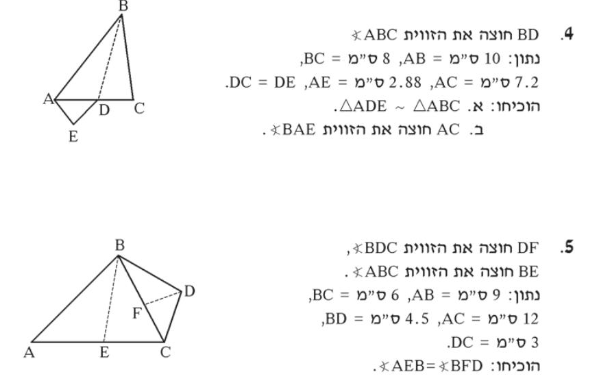 4. BD חוצה את הזווית ∢ABC
נתון: 10 ס״מ = AB, 8 ס״מ = BC,
7.2 ס״מ = AC, 2.88 ס״מ = AE, DC = DE.
הוכיחו: א. △ADE ~ △ABC.
ב. AC חוצה את הזווית ∢BAE.
B
A
D
C
E
5. DF חוצה את הזווית ∢BDC,
BE חוצה את הזווית ∢ABC.
נתון: 9 ס״מ = AB, 6 ס״מ = BC,
12 ס״מ = AC, 4.5 ס״מ = BD,
3 ס״מ = DC.
הוכיחו: ∢AEB=∢BFD.
B
D
F
A
E
C